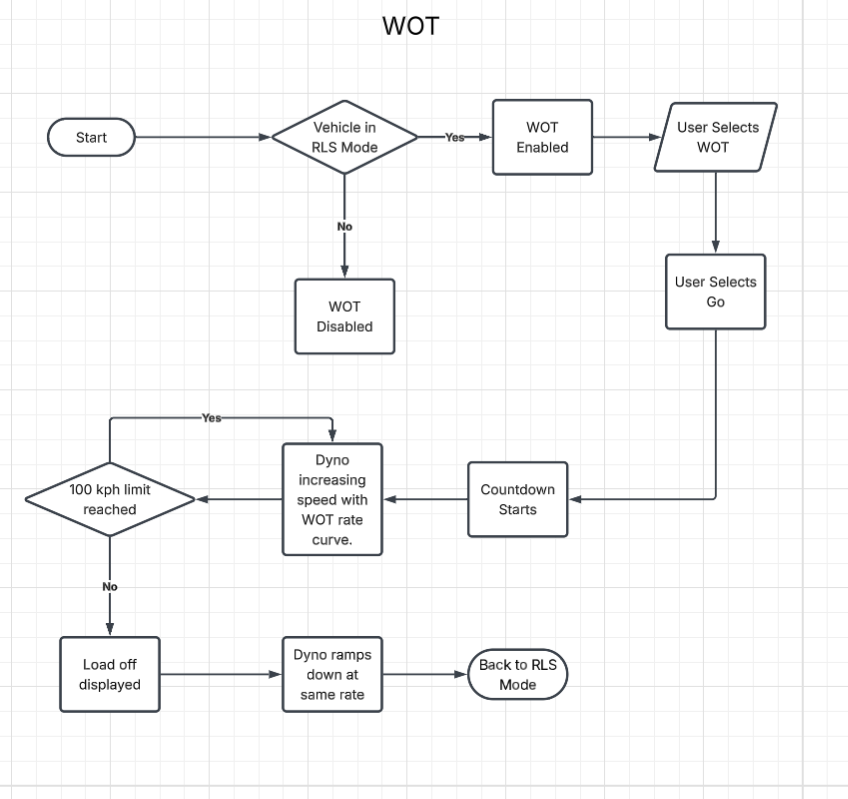 WOT
Start
Vehicle in
RLS Mode
Yes
WOT
Enabled
User Selects
WOT
No
WOT
Disabled
User Selects
Go
Yes
100 kph limit
reached
Dyno
increasing
speed with
WOT rate
curve.
Countdown
Starts
No
Load off
displayed
Dyno ramps
down at
same rate
Back to RLS
Mode